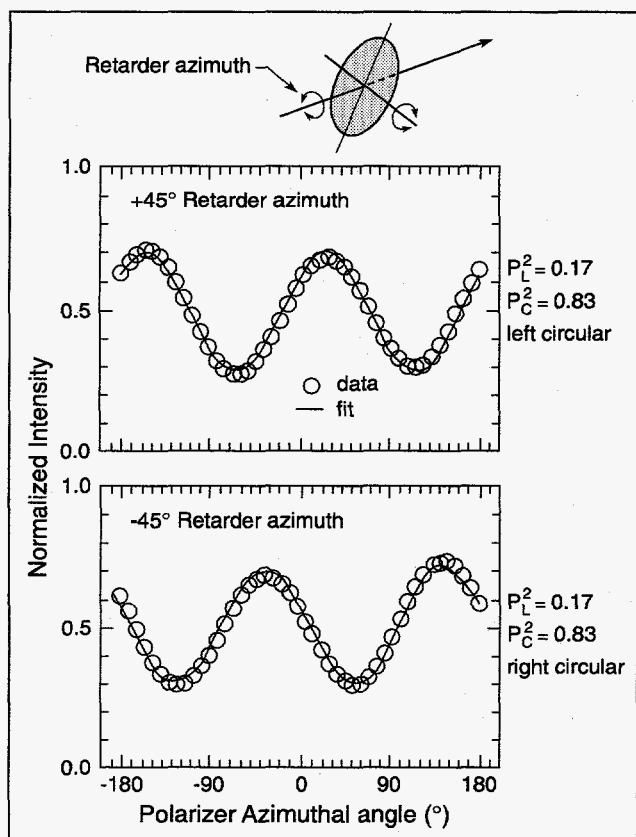 Retarder azimuth
1.0
+45° Retarder azimuth
P_L^2 = 0.17
P_C^2 = 0.83
left circular
0.5
data
fit
0.0
Normalized Intensity
1.0
-45° Retarder azimuth
P_L^2 = 0.17
P_C^2 = 0.83
right circular
0.5
0.0
-180 -90 0 90 180
Polarizer Azimuthal angle (°)